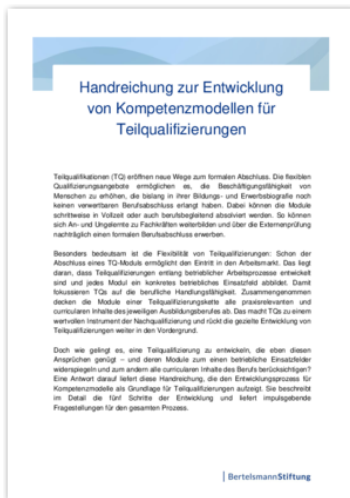 Handreichung zur Entwicklung
von Kompetenzmodellen für
Teilqualifizierungen
Teilqualifikationen (TQ) eröffnen neue Wege zum formalen Abschluss. Die flexiblen
Qualifizierungsangebote ermöglichen es, die Beschäftigungsfähigkeit von
Menschen zu erhöhen, die bislang in ihrer Bildungs- und Erwerbsbiografie noch
keinen verwertbaren Berufsabschluss erlangt haben. Dabei können die Module
schrittweise in Vollzeit oder auch berufsbegleitend absolviert werden. So können
sich An- und Ungelernte zu Fachkräften weiterbilden und über die Externenprüfung
nachträglich einen formalen Berufsabschluss erwerben.
Besonders bedeutsam ist die Flexibilität von Teilqualifizierungen: Schon der
Abschluss eines TQ-Moduls ermöglicht den Eintritt in den Arbeitsmarkt. Das liegt
daran, dass Teilqualifizierungen entlang betrieblicher Arbeitsprozesse entwickelt
sind und jedes Modul ein konkretes betriebliches Einsatzfeld abbildet. Damit
fokussieren TQs auf die berufliche Handlungsfähigkeit. Zusammengenommen
decken die Module einer Teilqualifizierungskette alle praxisrelevanten und
curricularen Inhalte des jeweiligen Ausbildungsberufes ab. Das macht TQs zu einem
wertvollen Instrument der Nachqualifizierung und rückt die gezielte Entwicklung von
Teilqualifizierungen weiter in den Vordergrund.
Doch wie gelingt es, eine Teilqualifizierung zu entwickeln, die eben diesen
Ansprüchen genügt – und deren Module zum einen betriebliche Einsatzfelder
widerspiegeln und zum andern alle curricularen Inhalte des Berufs berücksichtigen?
Eine Antwort darauf liefert diese Handreichung, die den Entwicklungsprozess für
Kompetenzmodelle als Grundlage für Teilqualifizierungen aufzeigt. Sie beschreibt
im Detail die fünf Schritte der Entwicklung und liefert impulsgebende
Fragestellungen für den gesamten Prozess.
BertelsmannStiftung